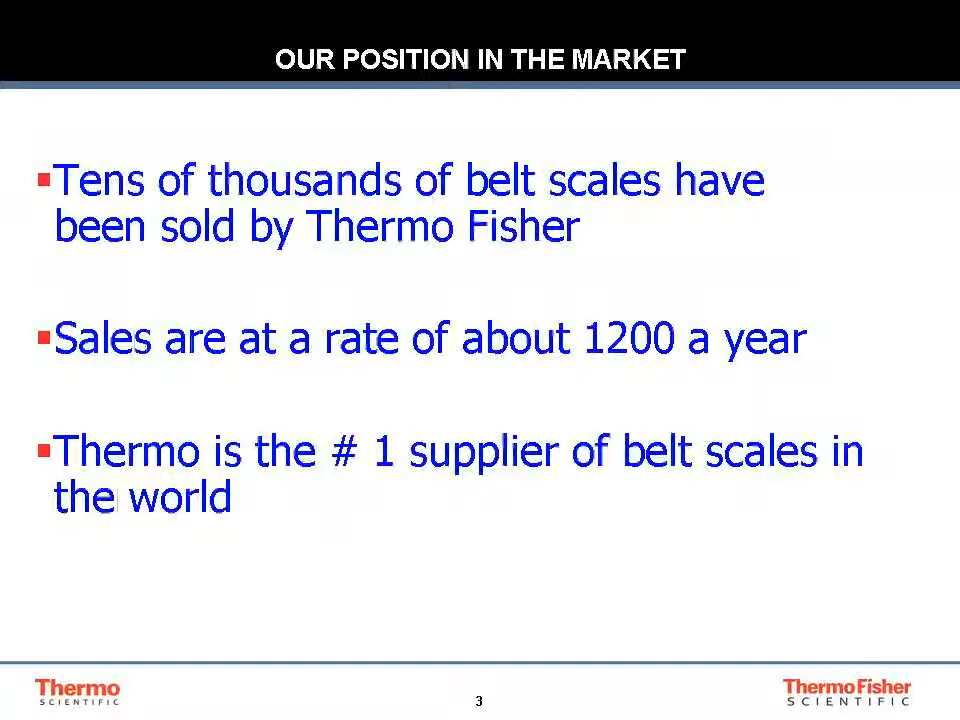 OUR POSITION IN THE MARKET
▪Tens of thousands of belt scales have
been sold by Thermo Fisher
▪Sales are at a rate of about 1200 a year
▪Thermo is the # 1 supplier of belt scales in
the world
Thermo
SCIENTIFIC
3
ThermoFisher
SCIENTIFIC